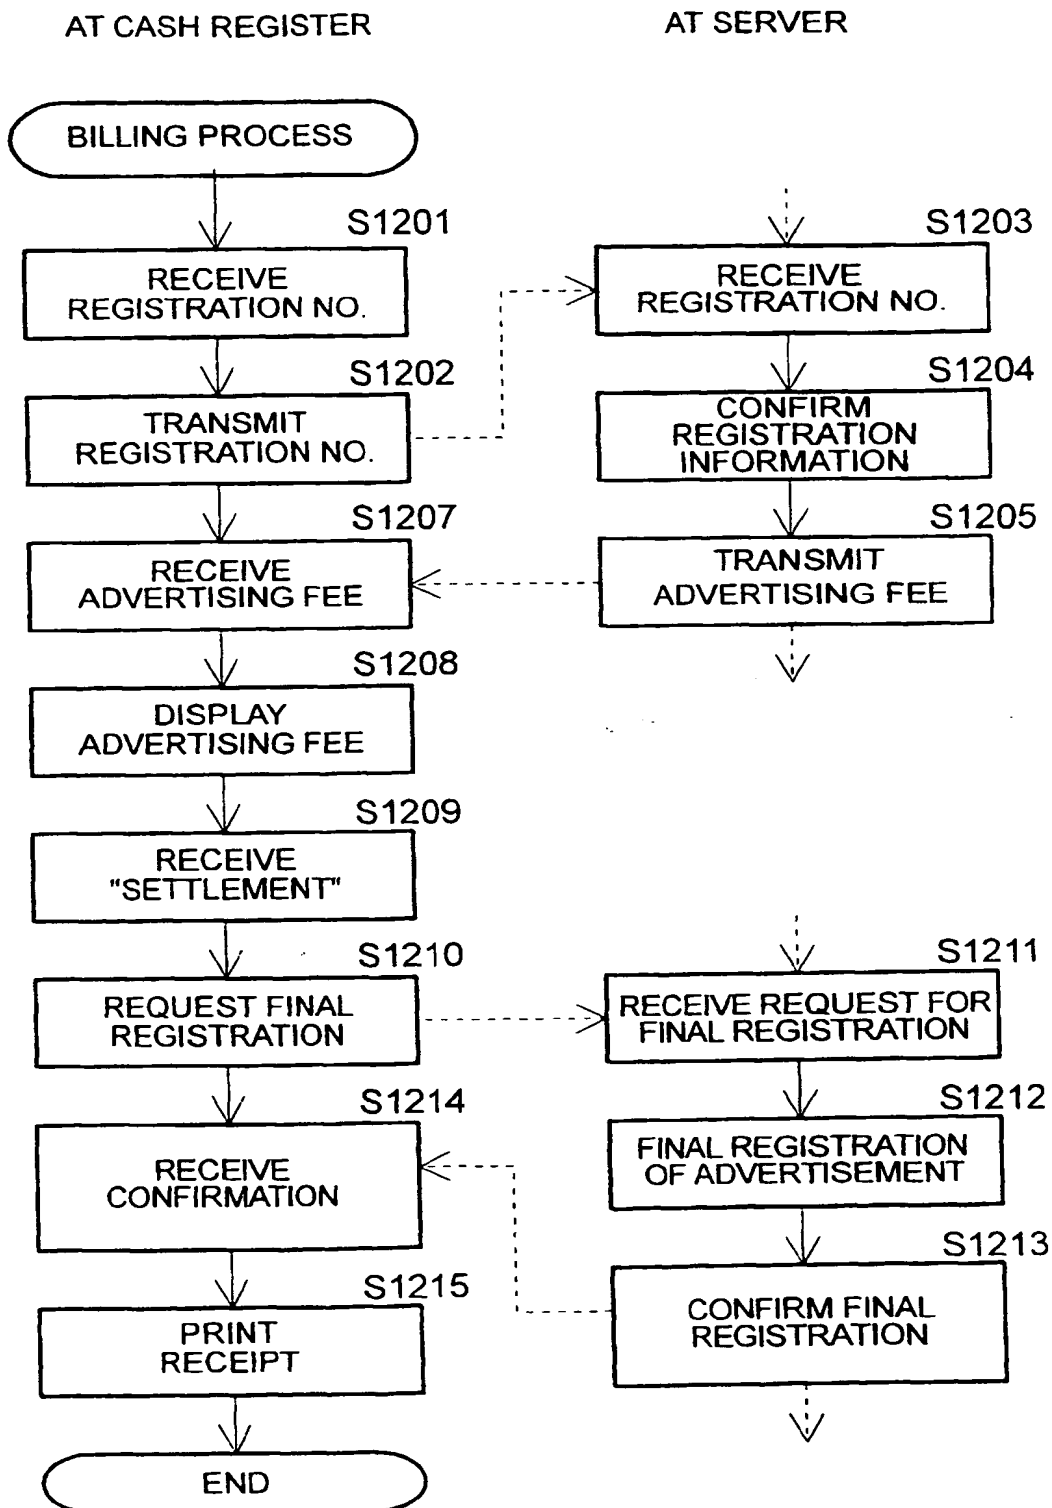 AT CASH REGISTER
AT SERVER
BILLING PROCESS
S1201
RECEIVE
REGISTRATION NO.
S1203
RECEIVE
REGISTRATION NO.
S1202
TRANSMIT
REGISTRATION NO.
S1204
CONFIRM
REGISTRATION
INFORMATION
S1207
RECEIVE
ADVERTISING FEE
S1205
TRANSMIT
ADVERTISING FEE
S1208
DISPLAY
ADVERTISING FEE
S1209
RECEIVE
"SETTLEMENT"
S1210
REQUEST FINAL
REGISTRATION
S1211
RECEIVE REQUEST FOR
FINAL REGISTRATION
S1214
RECEIVE
CONFIRMATION
S1212
FINAL REGISTRATION
OF ADVERTISEMENT
S1213
CONFIRM FINAL
REGISTRATION
S1215
PRINT
RECEIPT
END